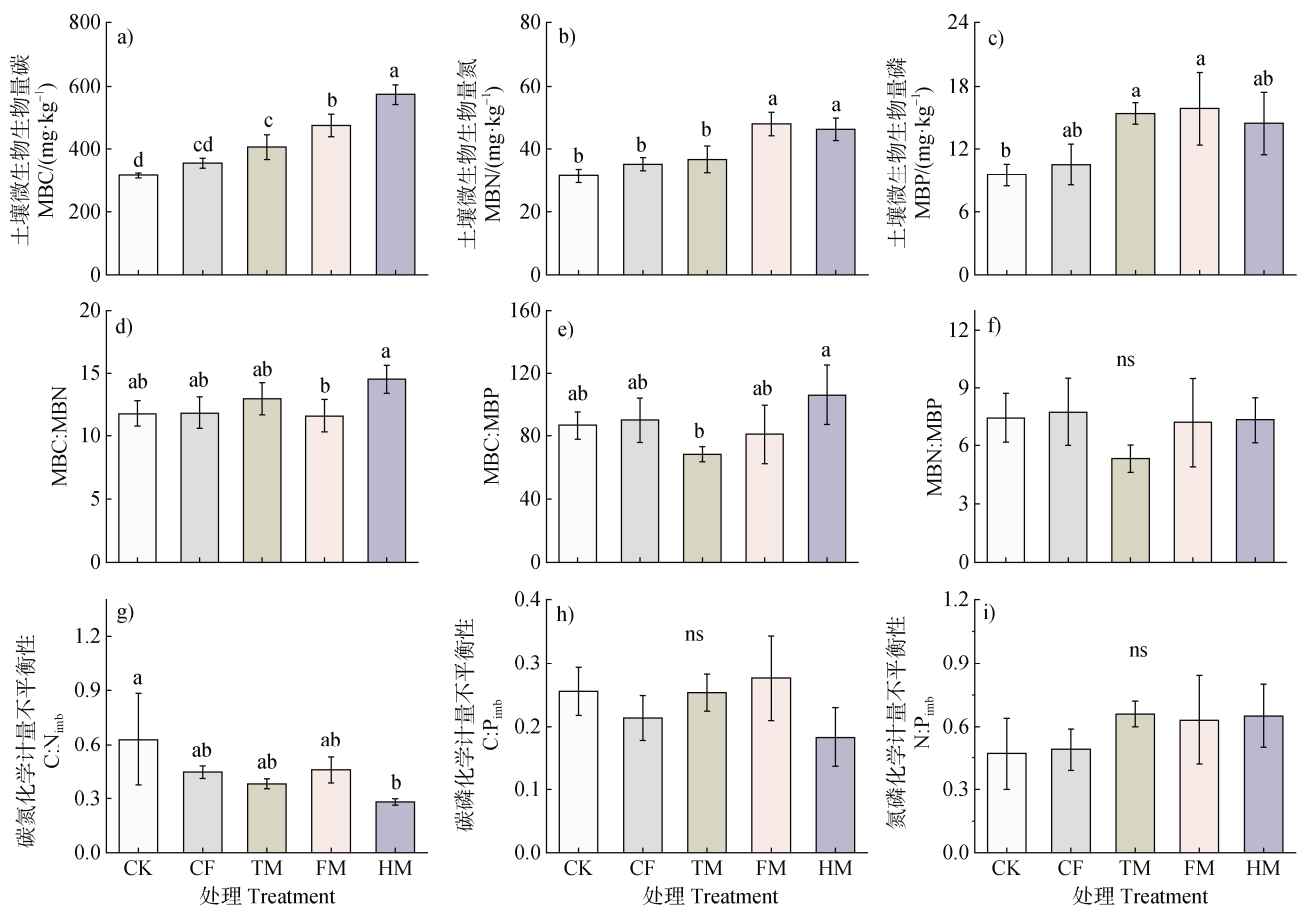 土壤微生物生物量碳
MBC/(mg·kg⁻¹)
800
600
400
200
0
a)
d
cd
c
b
a
土壤微生物生物量氮
MBN/(mg·kg⁻¹)
80
60
40
20
0
b)
b
b
b
a
a
土壤微生物生物量磷
MBP/(mg·kg⁻¹)
24
18
12
6
0
c)
b
ab
a
a
ab
MBC:MBN
20
15
10
5
0
d)
ab
ab
ab
b
a
MBC:MBP
160
120
80
40
0
e)
ab
ab
b
ab
a
MBN:MBP
12
9
6
3
0
f)
ns
碳氮化学计量不平衡性
C:Nimb
1.2
0.9
0.6
0.3
0.0
g)
a
ab
ab
ab
b
CK CF TM FM HM
处理 Treatment
碳磷化学计量不平衡性
C:Pimb
0.4
0.3
0.2
0.1
0.0
h)
ns
CK CF TM FM HM
处理 Treatment
氮磷化学计量不平衡性
N:Pimb
1.2
0.9
0.6
0.3
0.0
i)
ns
CK CF TM FM HM
处理 Treatment